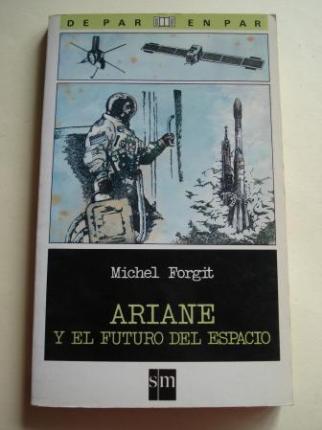 DE PAR EN PAR
Michel Forgit
ARIANE
Y EL FUTURO DEL ESPACIO
sm